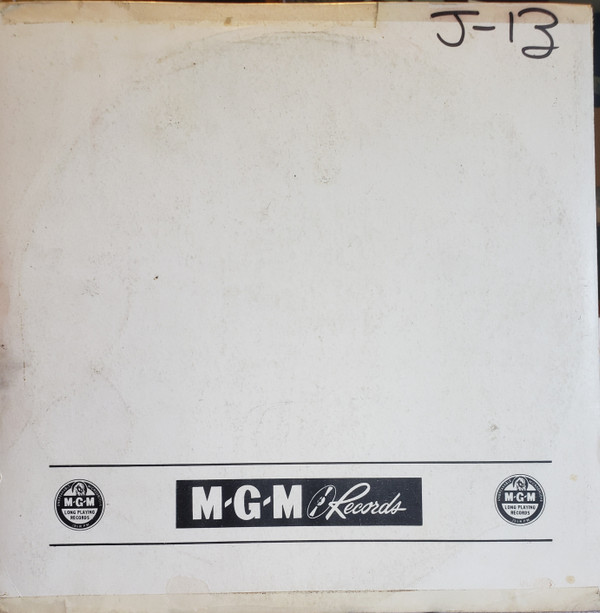 J-13
M-G-M
LONG PLAYING
RECORDS
M-G-M Records
M-G-M
LONG PLAYING
RECORDS